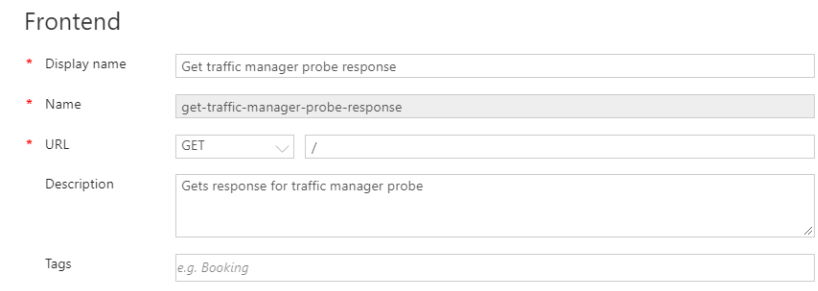 Frontend
* Display name Get traffic manager probe response
* Name get-traffic-manager-probe-response
* URL GET /
Description Gets response for traffic manager probe
Tags e.g. Booking